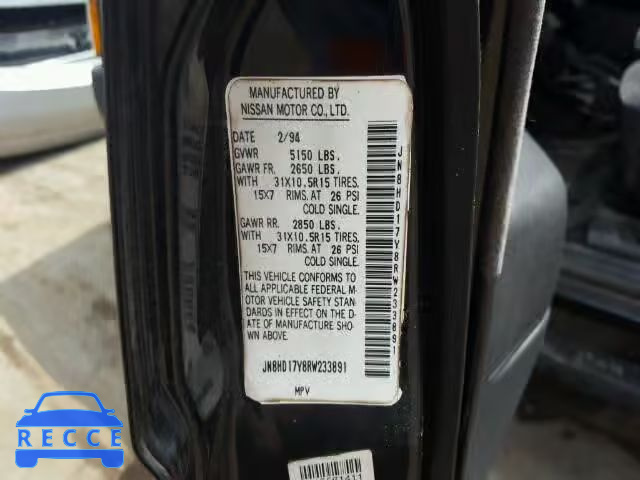 MANUFACTURED BY
NISSAN MOTOR CO., LTD.
DATE 2/94
GVWR 5150 LBS.
GAWR FR. 2650 LBS.
WITH 31X10.5R15 TIRES,
15X7 RIMS, AT 26 PSI
COLD SINGLE.
GAWR RR. 2850 LBS.
WITH 31X10.5R15 TIRES,
15X7 RIMS, AT 26 PSI
COLD SINGLE.
THIS VEHICLE CONFORMS TO
ALL APPLICABLE FEDERAL M-
OTOR VEHICLE SAFETY STAN-
DARDS IN EFFECT ON THE D-
ATE OF MANUFACTURE SHO-
WN ABOVE.
JN8HD17Y8RW233891
MPV
JN8HD17Y8RW233891
RECCE